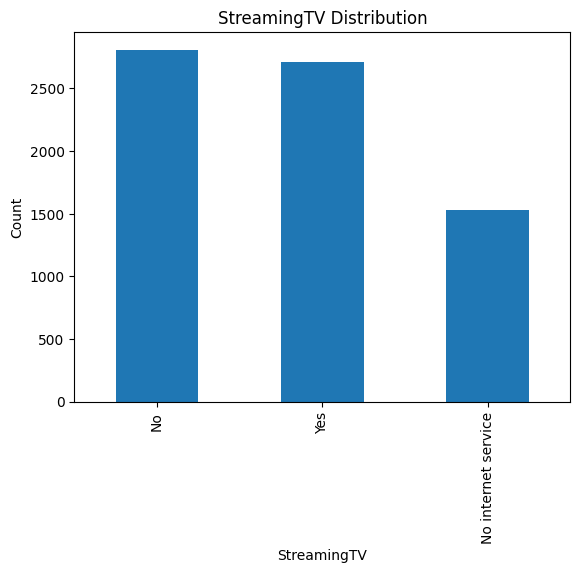 StreamingTV Distribution
Count
2500
2000
1500
1000
500
0
No
Yes
No internet service
StreamingTV